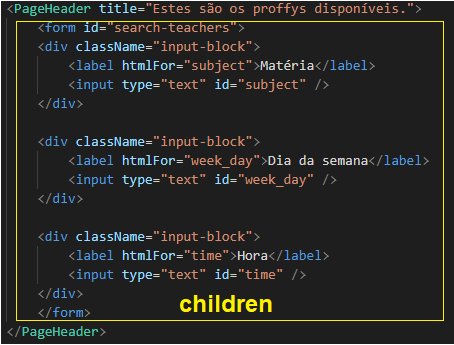 <PageHeader title="Estes são os proffys disponíveis.">
<form id="search-teachers">
<div className="input-block">
<label htmlFor="subject">Matéria</label>
<input type="text" id="subject" />
</div>
<div className="input-block">
<label htmlFor="week_day">Dia da semana</label>
<input type="text" id="week_day" />
</div>
<div className="input-block">
<label htmlFor="time">Hora</label>
<input type="text" id="time" />
</div>
</form>
children
</PageHeader>